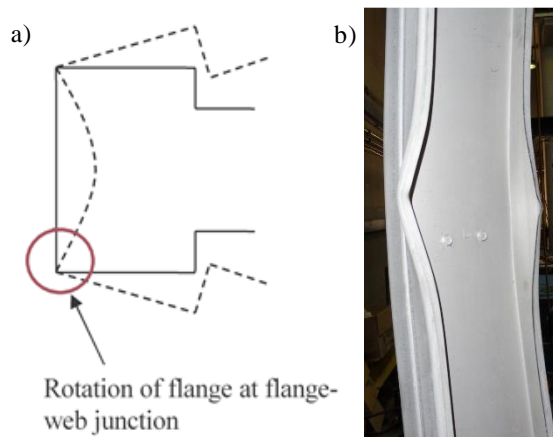 a)
b)
Rotation of flange at flange-
web junction